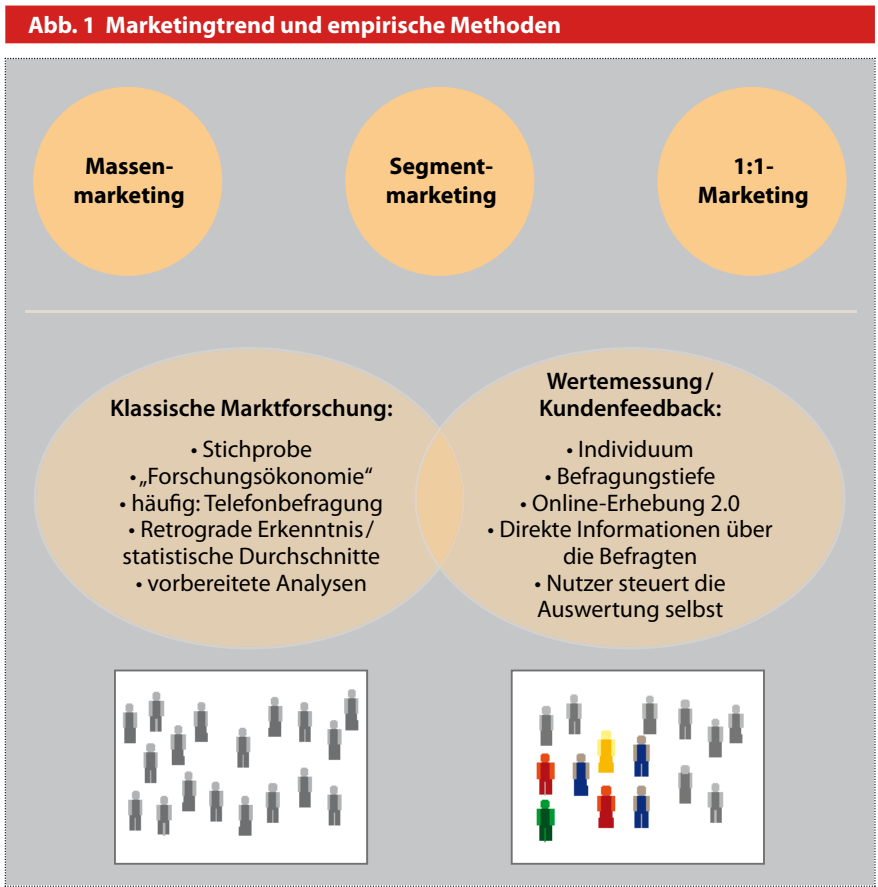 Abb. 1 Marketingtrend und empirische Methoden
Massen-
marketing
Segment-
marketing
1:1-
Marketing
Klassische Marktforschung:
• Stichprobe
• „Forschungsökonomie“
• häufig: Telefonbefragung
• Retrograde Erkenntnis/
statistische Durchschnitte
• vorbereitete Analysen
Wertemessung/
Kundenfeedback:
• Individuum
• Befragungstiefe
• Online-Erhebung 2.0
• Direkte Informationen über
die Befragten
• Nutzer steuert die
Auswertung selbst